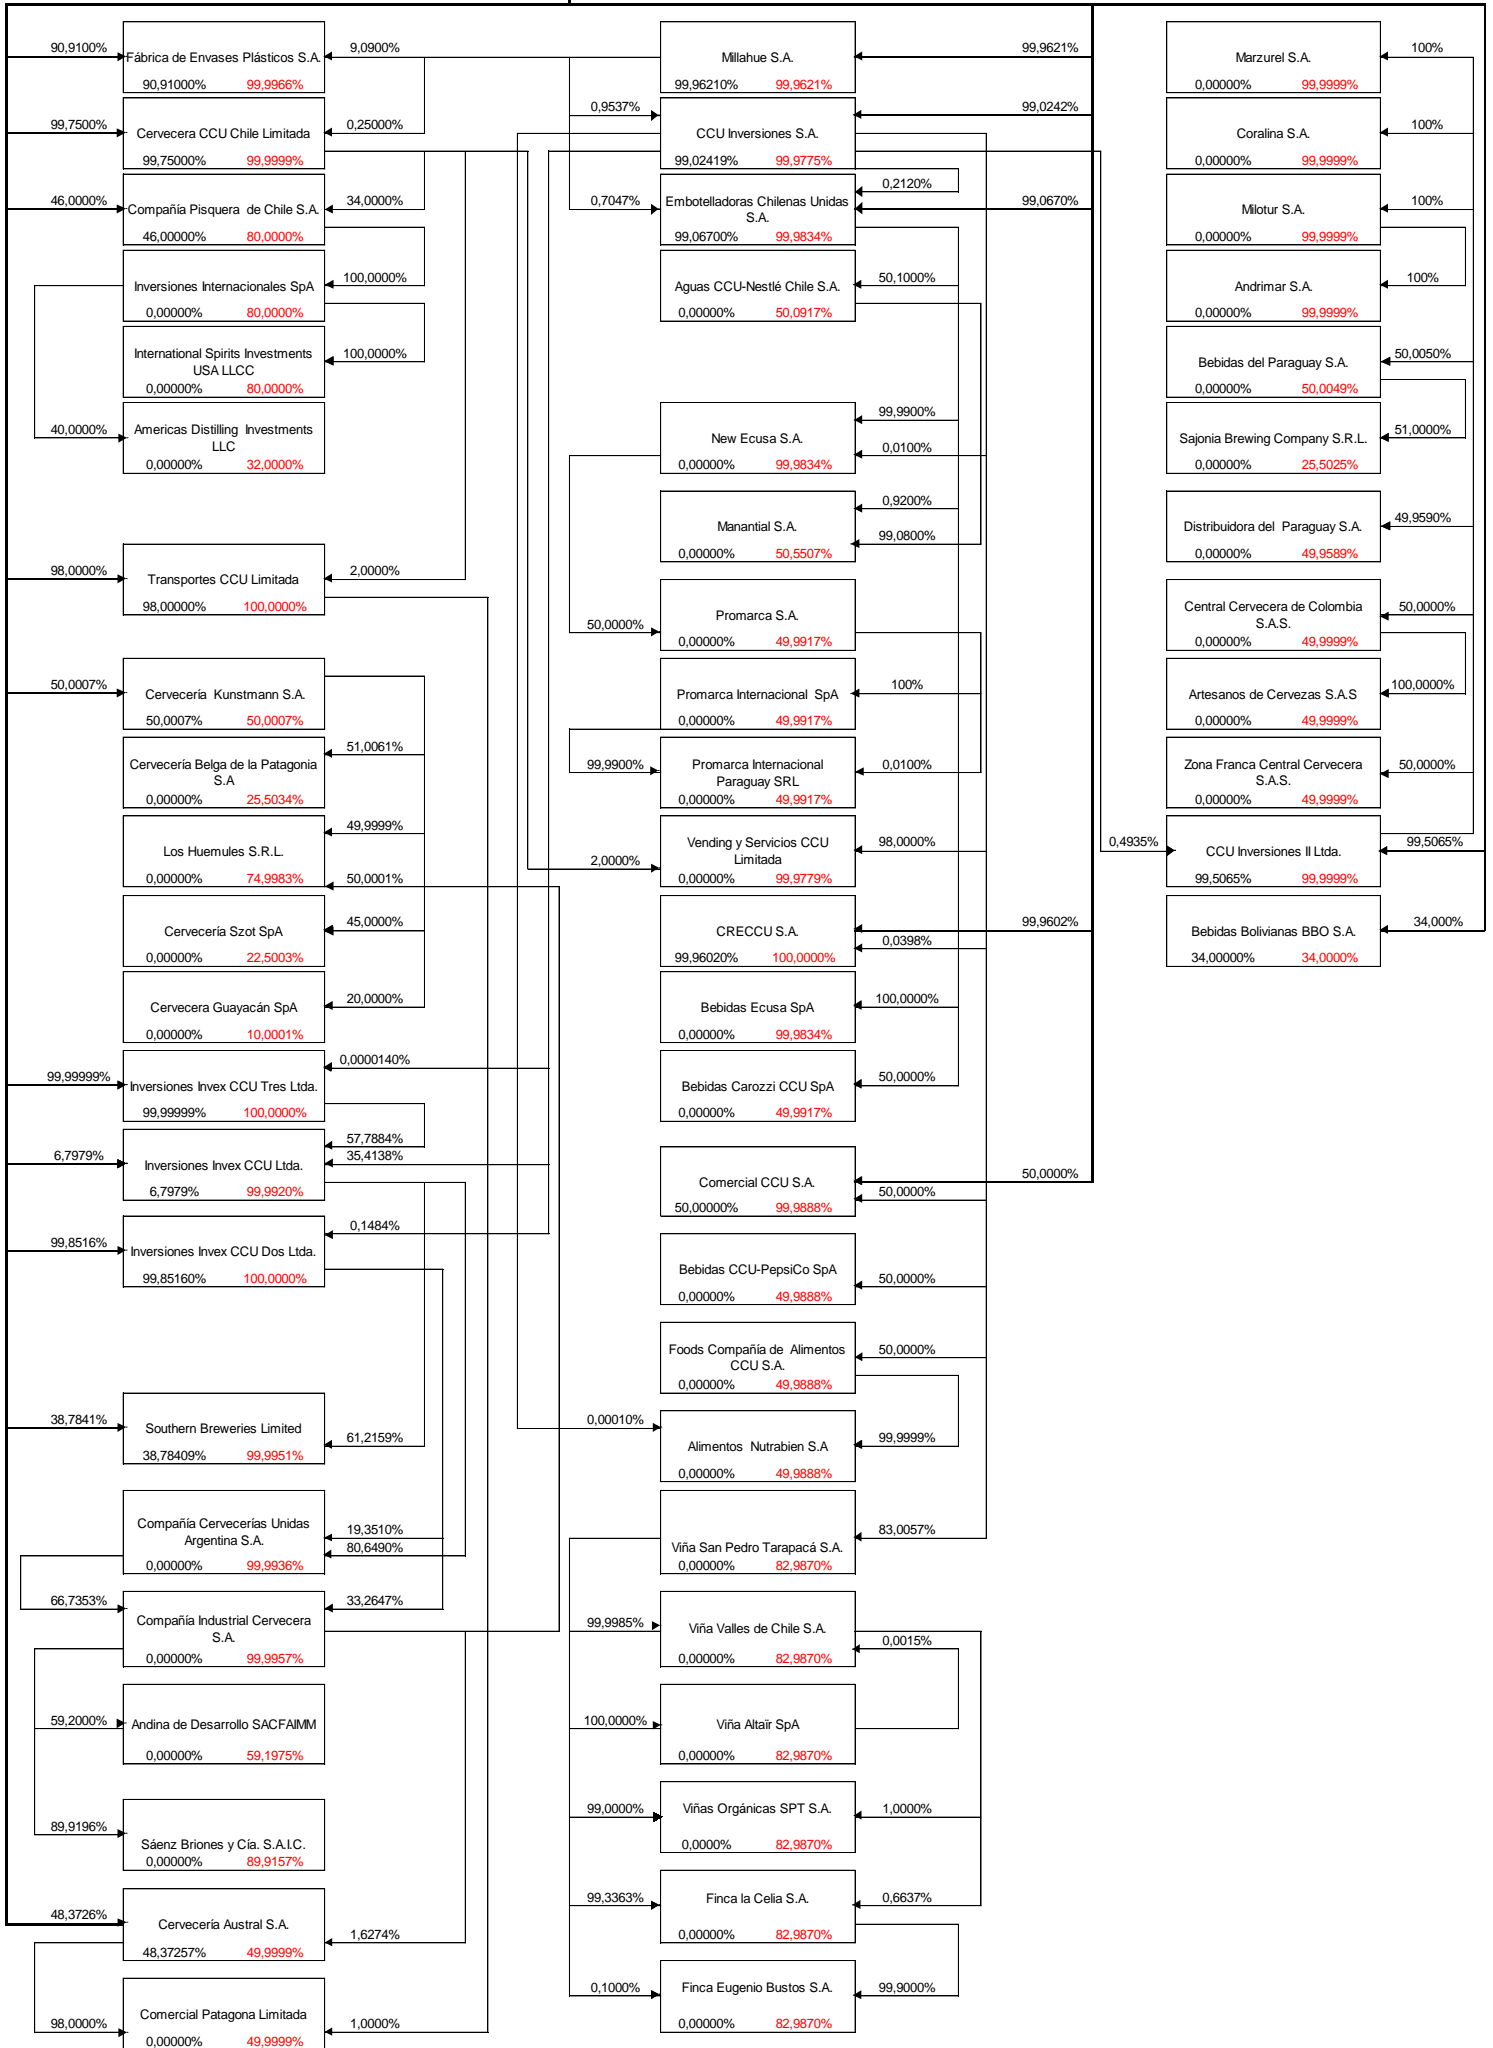 90,9100%
Fábrica de Envases Plásticos S.A.
90,91000% 99,9966%
9,0900%
99,7500%
Cervecera CCU Chile Limitada
99,75000% 99,9999%
0,25000%
46,0000%
Compañía Pisquera de Chile S.A.
46,00000% 80,0000%
34,0000%
Inversiones Internacionales SpA
0,00000% 80,0000%
100,0000%
International Spirits Investments
USA LLCC
0,00000% 80,0000%
100,0000%
40,0000%
Americas Distilling Investments
LLC
0,00000% 32,0000%
98,0000%
Transportes CCU Limitada
98,00000% 100,0000%
2,0000%
50,0007%
Cervecería Kunstmann S.A.
50,0007% 50,0007%
Cervecería Belga de la Patagonia
S.A
0,00000% 25,5034%
51,0061%
Los Huemules S.R.L.
0,00000% 74,9983%
49,9999%
50,0001%
Cervecería Szot SpA
0,00000% 22,5003%
45,0000%
Cervecera Guayacán SpA
0,00000% 10,0001%
20,0000%
99,99999%
Inversiones Invex CCU Tres Ltda.
99,99999% 100,0000%
0,0000140%
6,7979%
Inversiones Invex CCU Ltda.
6,7979% 99,9920%
57,7884%
35,4138%
99,8516%
Inversiones Invex CCU Dos Ltda.
99,85160% 100,0000%
0,1484%
38,7841%
Southern Breweries Limited
38,78409% 99,9951%
61,2159%
Compañía Cervecerías Unidas
Argentina S.A.
0,00000% 99,9936%
19,3510%
80,6490%
66,7353%
Compañía Industrial Cervecera
S.A.
0,00000% 99,9957%
33,2647%
59,2000%
Andina de Desarrollo SACFAIMM
0,00000% 59,1975%
89,9196%
Sáenz Briones y Cía. S.A.I.C.
0,00000% 89,9157%
48,3726%
Cervecería Austral S.A.
48,37257% 49,9999%
1,6274%
98,0000%
Comercial Patagona Limitada
0,00000% 49,9999%
1,0000%
Millahue S.A.
99,96210% 99,9621%
99,9621%
0,9537%
CCU Inversiones S.A.
99,02419% 99,9775%
99,0242%
0,7047%
Embotelladoras Chilenas Unidas
S.A.
99,06700% 99,9834%
0,2120%
99,0670%
Aguas CCU-Nestlé Chile S.A.
0,00000% 50,0917%
50,1000%
New Ecusa S.A.
0,00000% 99,9834%
99,9900%
0,0100%
Manantial S.A.
0,00000% 50,5507%
0,9200%
99,0800%
50,0000%
Promarca S.A.
0,00000% 49,9917%
Promarca Internacional SpA
0,00000% 49,9917%
100%
99,9900%
Promarca Internacional
Paraguay SRL
0,00000% 49,9917%
0,0100%
2,0000%
Vending y Servicios CCU
Limitada
0,00000% 99,9779%
98,0000%
CRECCU S.A.
99,96020% 100,0000%
99,9602%
0,0398%
Bebidas Ecusa SpA
0,00000% 99,9834%
100,0000%
Bebidas Carozzi CCU SpA
0,00000% 49,9917%
50,0000%
Comercial CCU S.A.
50,00000% 99,9888%
50,0000%
50,0000%
Bebidas CCU-PepsiCo SpA
0,00000% 49,9888%
50,0000%
Foods Compañía de Alimentos
CCU S.A.
0,00000% 49,9888%
50,0000%
0,00010%
Alimentos Nutrabien S.A
0,00000% 49,9888%
99,9999%
Viña San Pedro Tarapacá S.A.
0,00000% 82,9870%
83,0057%
99,9985%
Viña Valles de Chile S.A.
0,00000% 82,9870%
0,0015%
100,0000%
Viña Altaïr SpA
0,00000% 82,9870%
99,0000%
Viñas Orgánicas SPT S.A.
0,0000% 82,9870%
1,0000%
99,3363%
Finca la Celia S.A.
0,00000% 82,9870%
0,6637%
0,1000%
Finca Eugenio Bustos S.A.
0,00000% 82,9870%
99,9000%
Marzurel S.A.
0,00000% 99,9999%
100%
Coralina S.A.
0,00000% 99,9999%
100%
Milotur S.A.
0,00000% 99,9999%
100%
Andrimar S.A.
0,00000% 99,9999%
100%
Bebidas del Paraguay S.A.
0,00000% 50,0049%
50,0050%
Sajonia Brewing Company S.R.L.
0,00000% 25,5025%
51,0000%
Distribuidora del Paraguay S.A.
0,00000% 49,9589%
49,9590%
Central Cervecera de Colombia
S.A.S.
0,00000% 49,9999%
50,0000%
Artesanos de Cervezas S.A.S
0,00000% 49,9999%
100,0000%
Zona Franca Central Cervecera
S.A.S.
0,00000% 49,9999%
50,0000%
0,4935%
CCU Inversiones II Ltda.
99,5065% 99,9999%
99,5065%
Bebidas Bolivianas BBO S.A.
34,00000% 34,0000%
34,000%